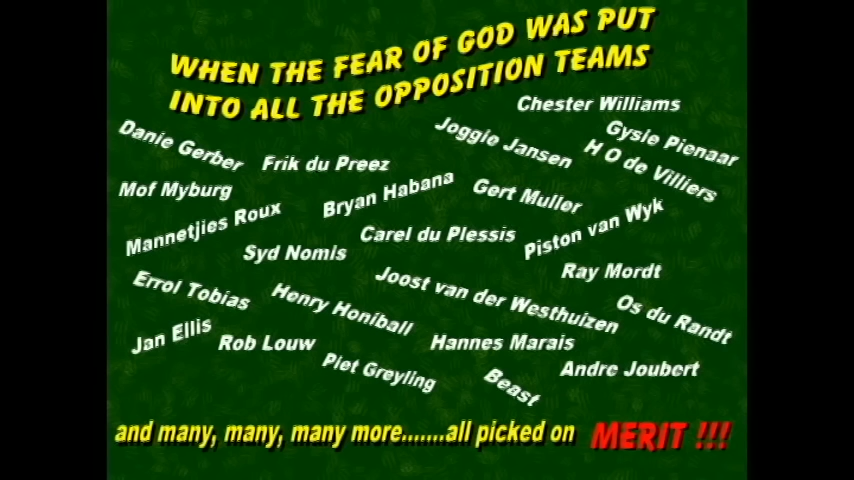 WHEN THE FEAR OF GOD WAS PUT
INTO ALL THE OPPOSITION TEAMS
Chester Williams
Danie Gerber
Frik du Preez
Joggie Jansen
Gysie Pienaar
H O de Villiers
Mof Myburg
Bryan Habana
Gert Muller
Mannetjies Roux
Syd Nomis
Carel du Plessis
Piston van Wyk
Ray Mordt
Errol Tobias
Henry Honiball
Joost van der Westhuizen
Os du Randt
Jan Ellis
Rob Louw
Piet Greyling
Hannes Marais
Beast
Andre Joubert
and many, many, many more.......all picked on MERIT !!!